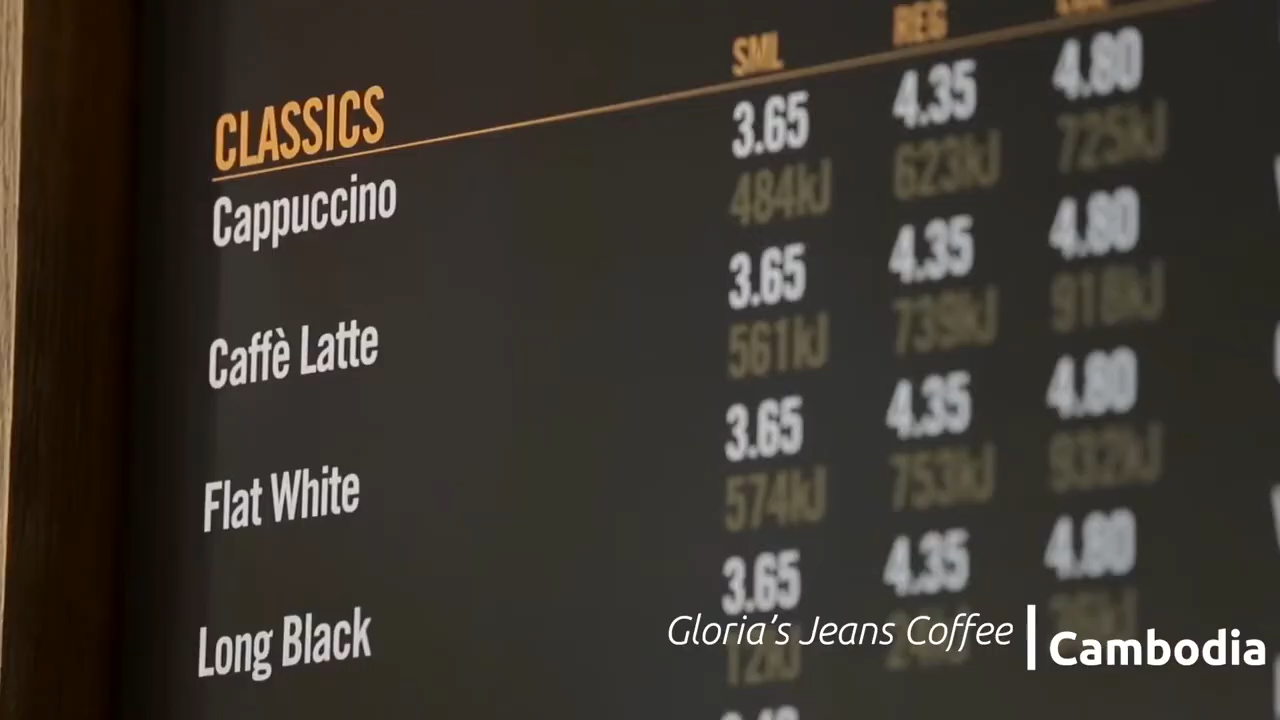 SML REG
CLASSICS 3.65 4.35 4.80
Cappuccino 484kJ 623kJ 725kJ
3.65 4.35 4.80
Caffè Latte 561kJ 739kJ 918kJ
3.65 4.35 4.80
Flat White 574kJ 753kJ 932kJ
3.65 4.35 4.80
Long Black 12kJ
Gloria's Jeans Coffee | Cambodia